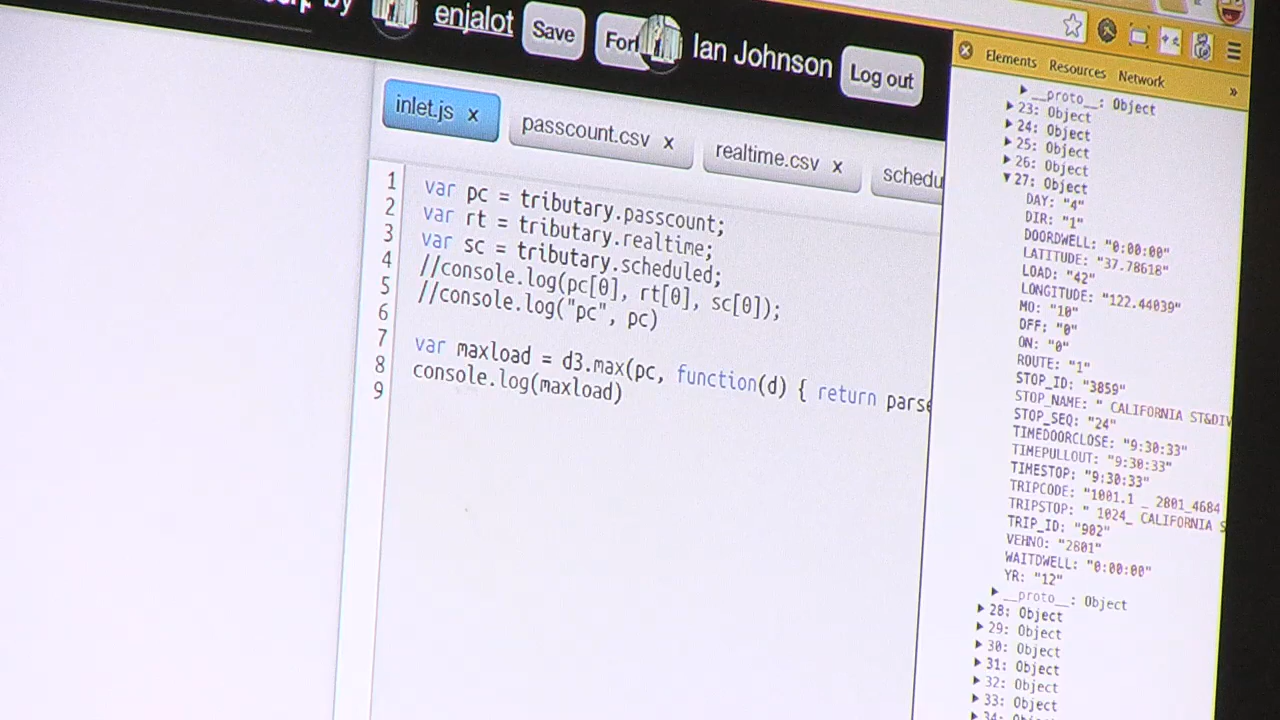 by enjalot Save Fork Ian Johnson Log out
inlet.js x passcount.csv x realtime.csv x schedu
1 var pc = tributary.passcount;
2 var rt = tributary.realtime;
3 var sc = tributary.scheduled;
4 //console.log(pc[0], rt[0], sc[0]);
5 //console.log("pc", pc)
6
7 var maxload = d3.max(pc, function(d) { return parse
8 console.log(maxload)
9
Elements Resources Network »
__proto__: Object
23: Object
24: Object
25: Object
26: Object
27: Object
DAY: "4"
DIR: "1"
DOORDWELL: "0:00:00"
LATITUDE: "37.78618"
LOAD: "42"
LONGITUDE: "122.44039"
MO: "10"
OFF: "0"
ON: "0"
ROUTE: "1"
STOP_ID: "3859"
STOP_NAME: " CALIFORNIA ST&DIV
STOP_SEQ: "24"
TIMEDOORCLOSE: "9:30:33"
TIMEPULLOUT: "9:30:33"
TIMESTOP: "9:30:33"
TRIPCODE: "1001.1 _ 2801_4684
TRIPSTOP: " 1024_ CALIFORNIA S
TRIP_ID: "902"
VEHNO: "2801"
WAITDWELL: "0:00:00"
YR: "12"
__proto__: Object
28: Object
29: Object
30: Object
31: Object
32: Object
33: Object